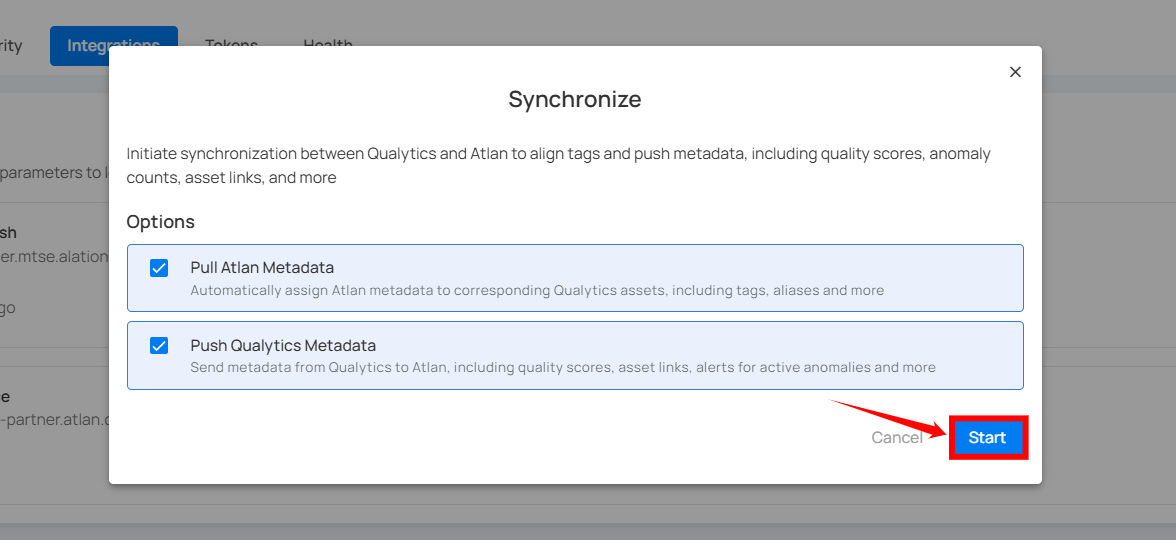 rity
Integrations
Tokens
Health
Synchronize
Initiate synchronization between Qualytics and Atlan to align tags and push metadata, including quality scores, anomaly
counts, asset links, and more
parameters to l
sh
er.mtse.alation
go
Options
Pull Atlan Metadata
Automatically assign Atlan metadata to corresponding Qualytics assets, including tags, aliases and more
Push Qualytics Metadata
Send metadata from Qualytics to Atlan, including quality scores, asset links, alerts for active anomalies and more
ce
-partner.atlan.c
Cancel
Start